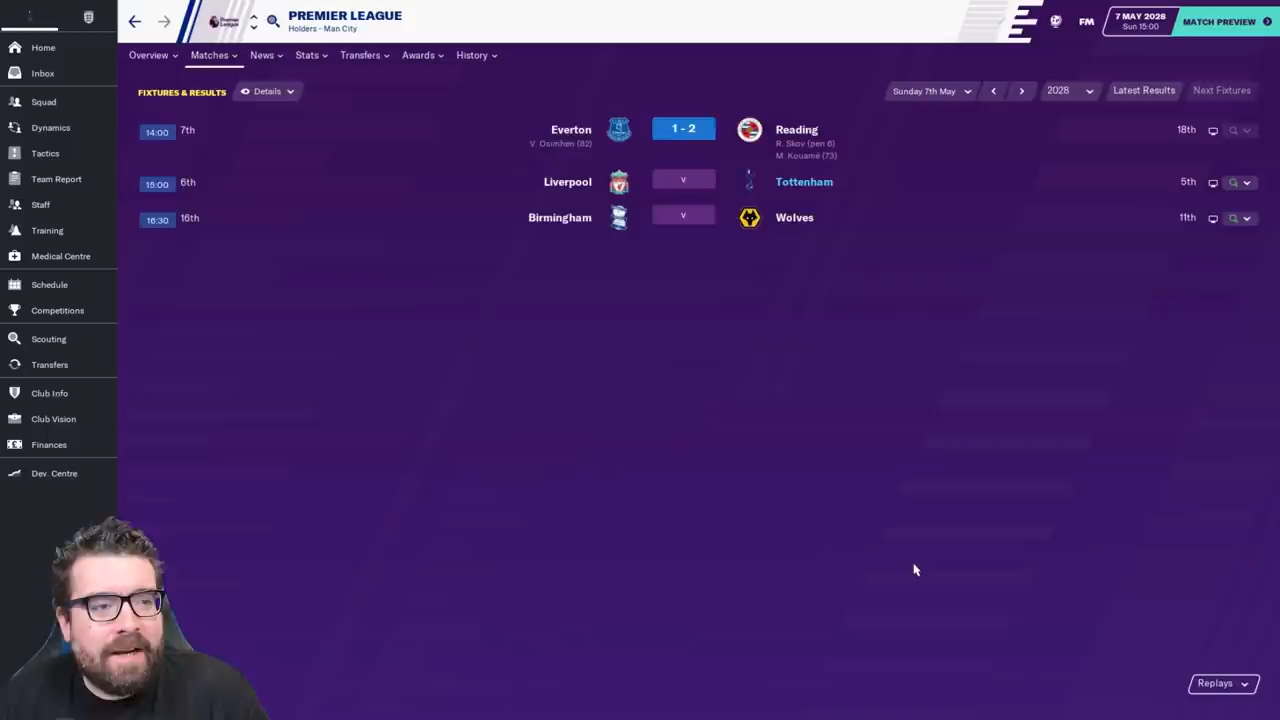 PREMIER LEAGUE
Holders - Man City
FM
7 MAY 2028
Sun 15:00
MATCH PREVIEW
Home
Inbox
Squad
Dynamics
Tactics
Team Report
Staff
Training
Medical Centre
Schedule
Competitions
Scouting
Transfers
Club Info
Club Vision
Finances
Dev. Centre
Overview
Matches
News
Stats
Transfers
Awards
History
FIXTURES & RESULTS
Details
Sunday 7th May
2028
Latest Results
Next Fixtures
14:00 7th Everton 1 - 2 Reading 18th
V. Osimhen (82) R. Skov (pen 6)
M. Kouamé (73)
15:00 6th Liverpool v Tottenham 5th
16:30 16th Birmingham v Wolves 11th
Replays